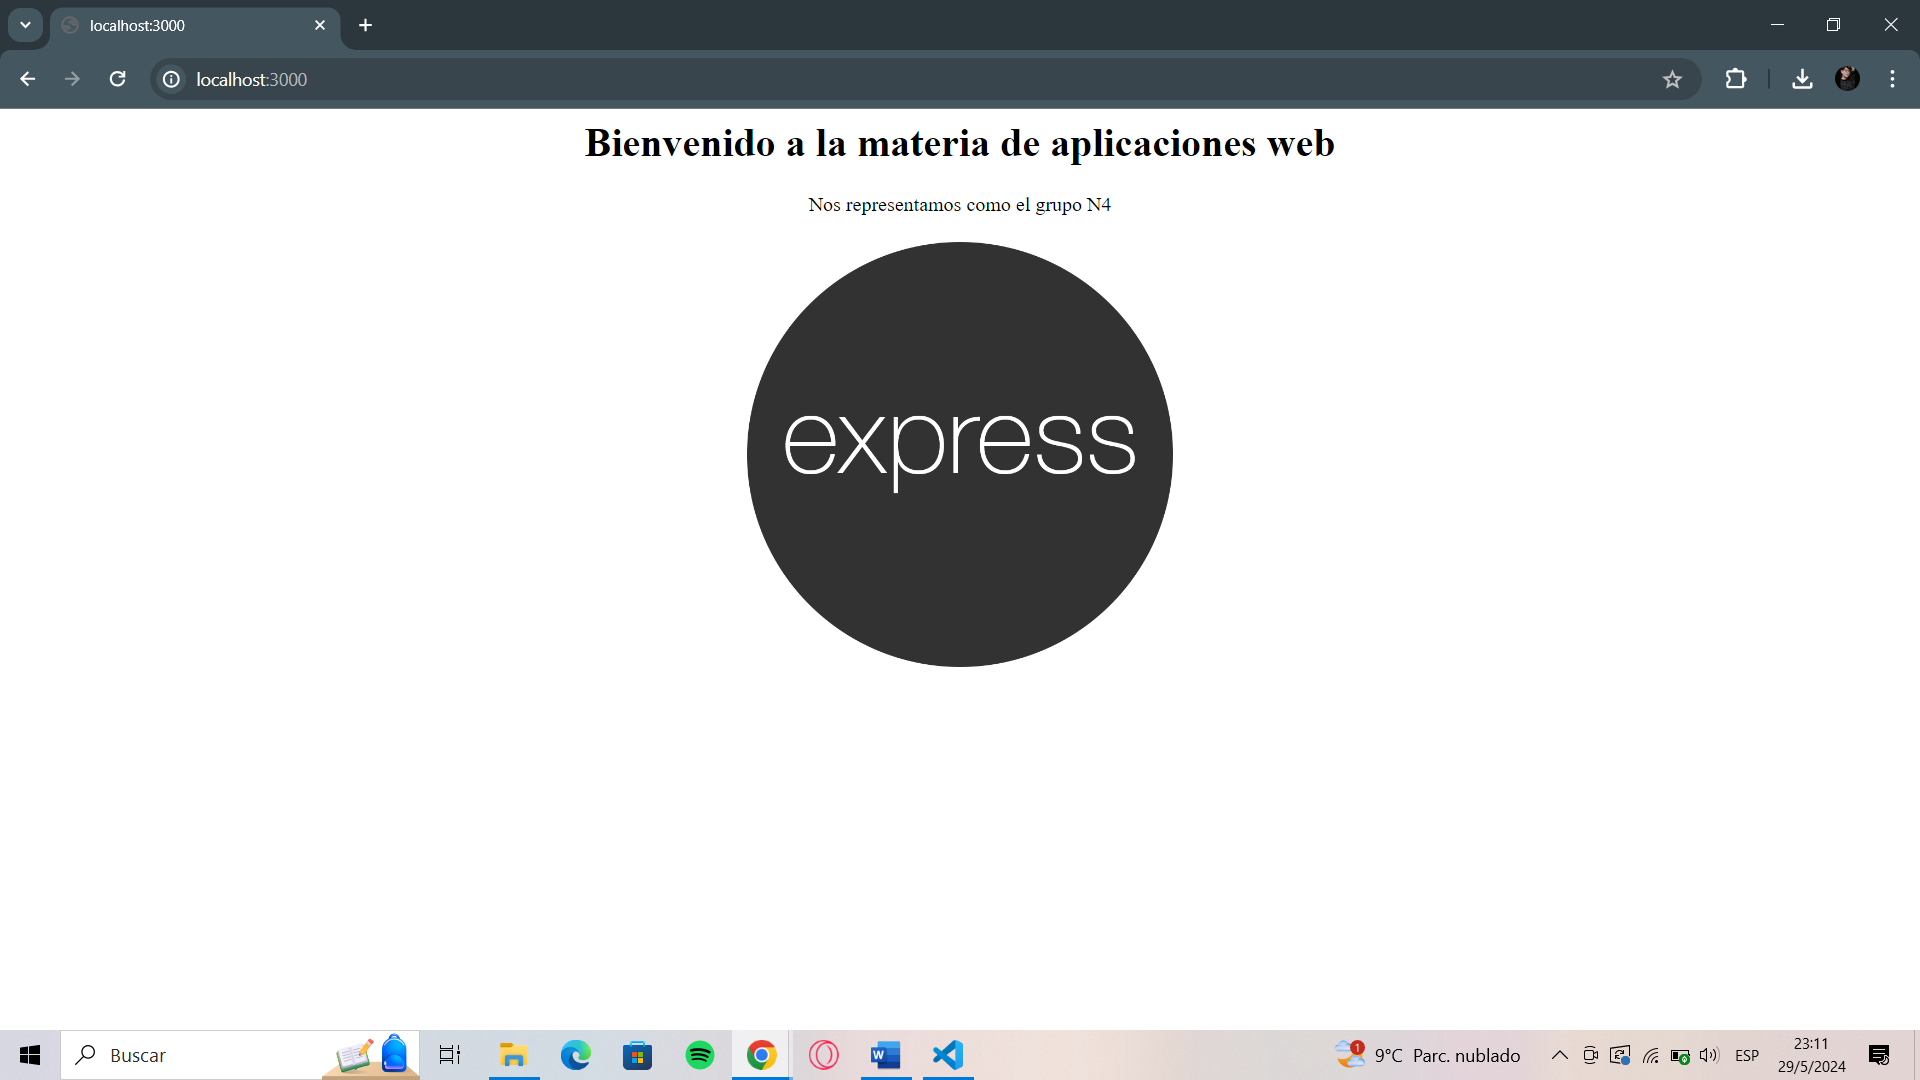 localhost:3000
localhost:3000
Bienvenido a la materia de aplicaciones web
Nos representamos como el grupo N4
express
Buscar
1
9°C Parc. nublado
ESP
23:11
29/5/2024